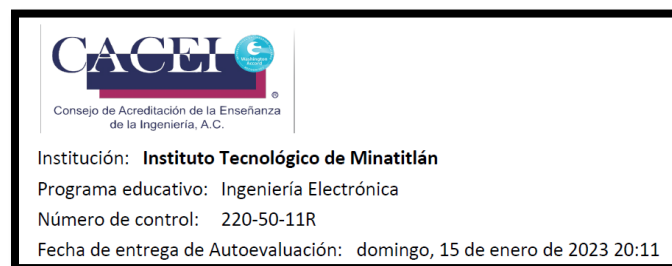 CACEI
Washington
Accord
®
Consejo de Acreditación de la Enseñanza
de la Ingeniería, A.C.
Institución: Instituto Tecnológico de Minatitlán
Programa educativo: Ingeniería Electrónica
Número de control: 220-50-11R
Fecha de entrega de Autoevaluación: domingo, 15 de enero de 2023 20:11